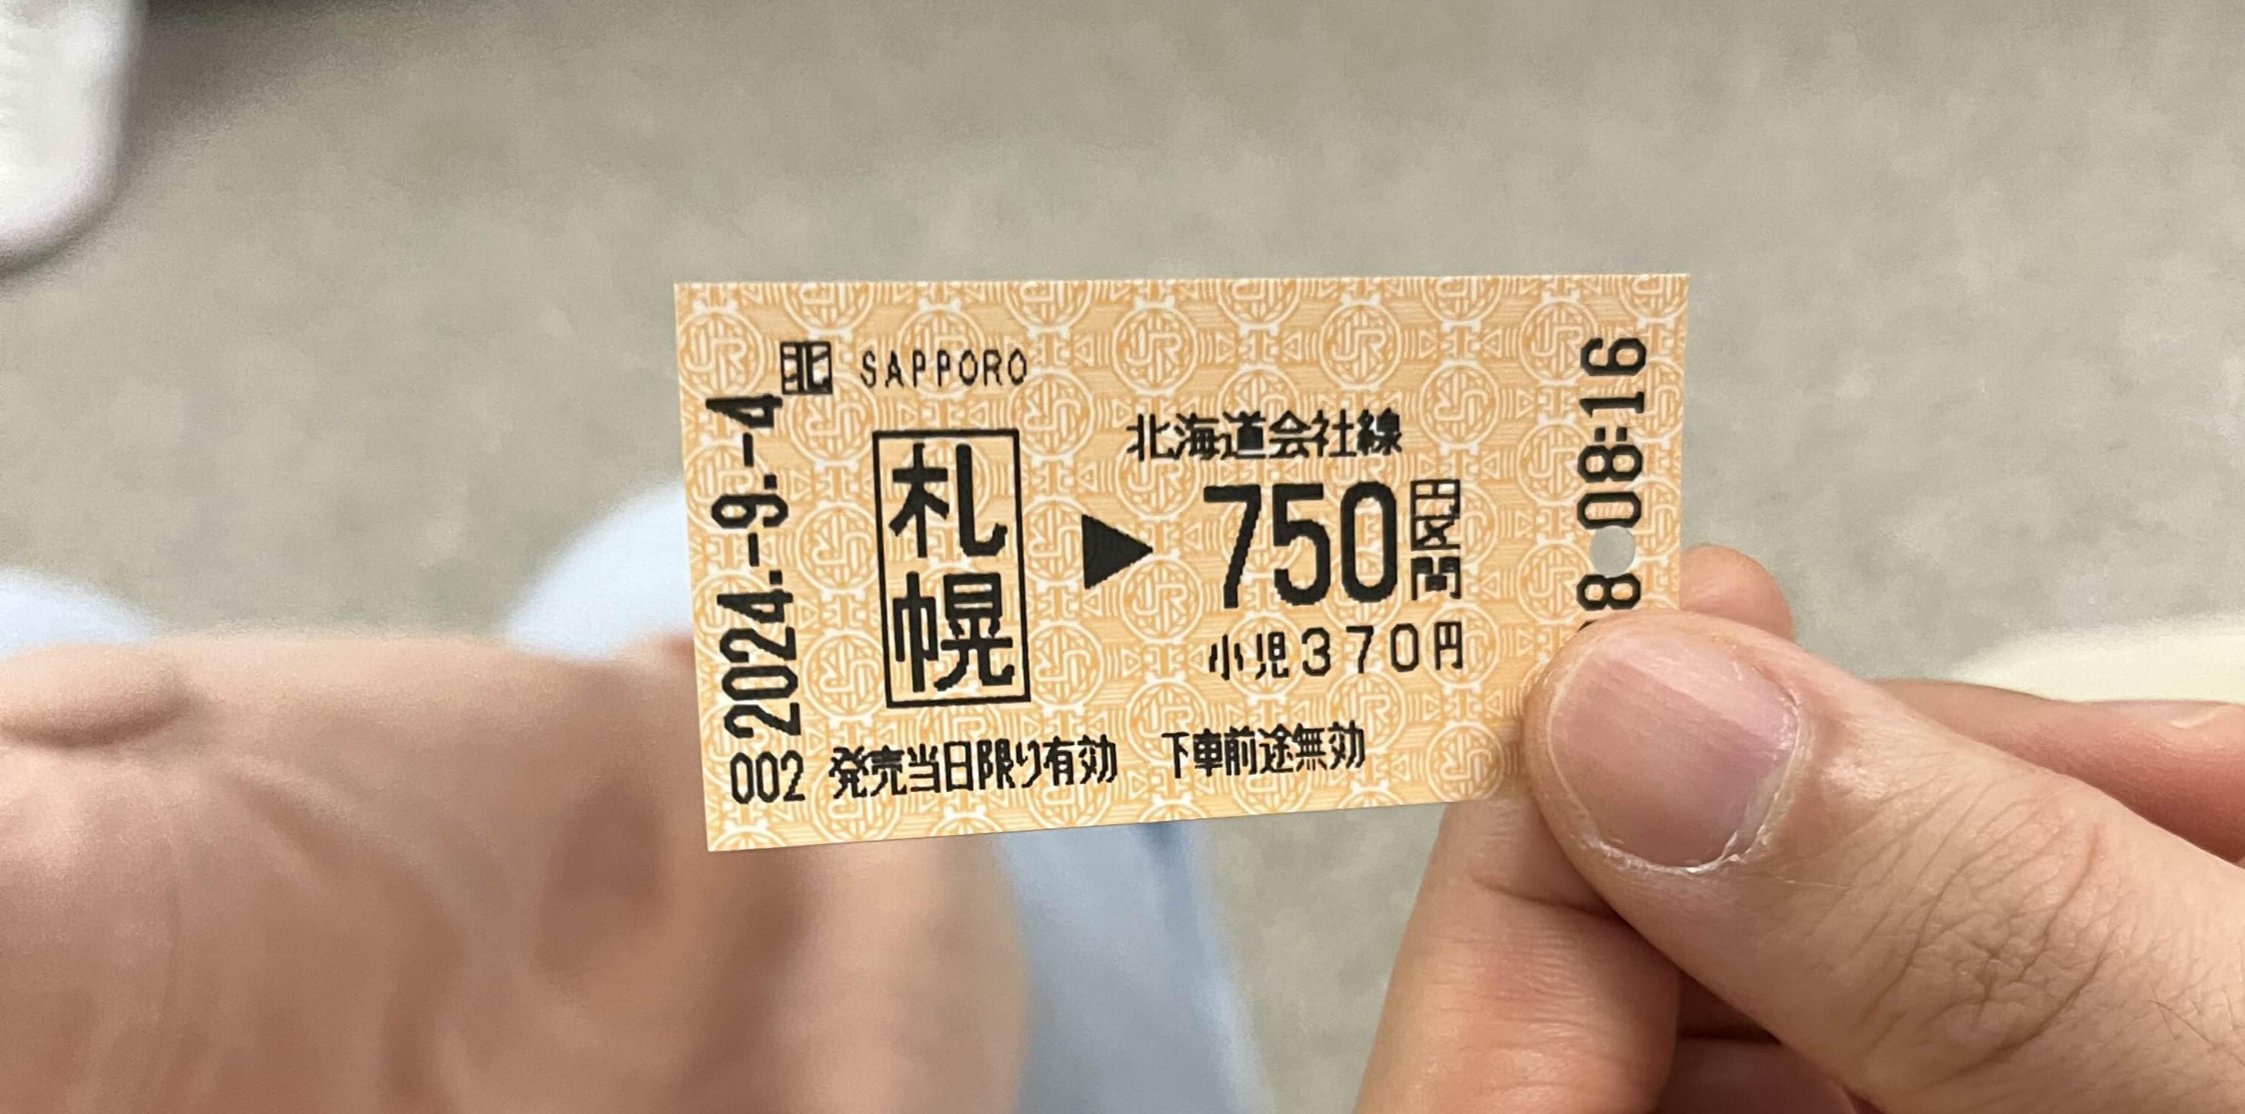 北 SAPPORO
2024.-9.-4
札幌
▶
北海道会社線
750区間
小児370円
08:16
002 発売当日限り有効 下車前途無効